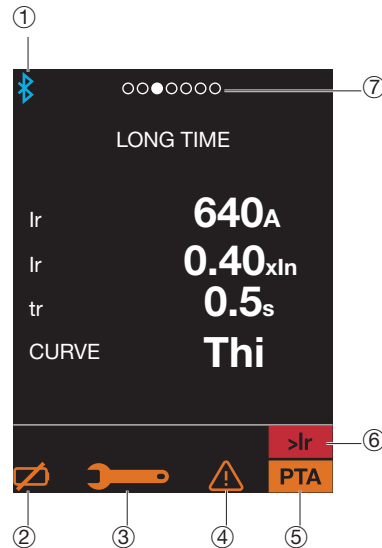 ①
⑦
LONG TIME
Ir 640A
Ir 0.40xIn
tr 0.5s
CURVE Thi
>Ir ⑥
PTA
② ③ ④ ⑤